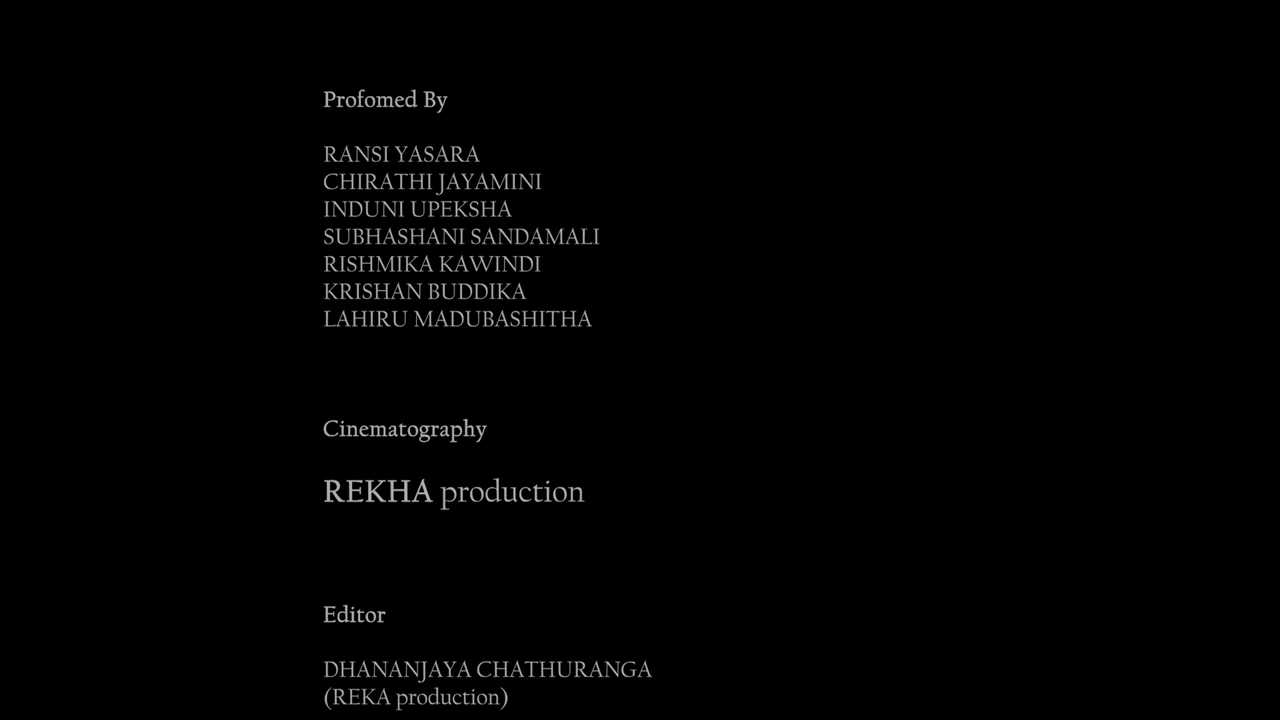 Profomed By
RANSI YASARA
CHIRATHI JAYAMINI
INDUNI UPEKSHA
SUBHASHANI SANDAMALI
RISHMIKA KAWINDI
KRISHAN BUDDIKA
LAHIRU MADUBASHITHA
Cinematography
REKHA production
Editor
DHANANJAYA CHATHURANGA
(REKA production)